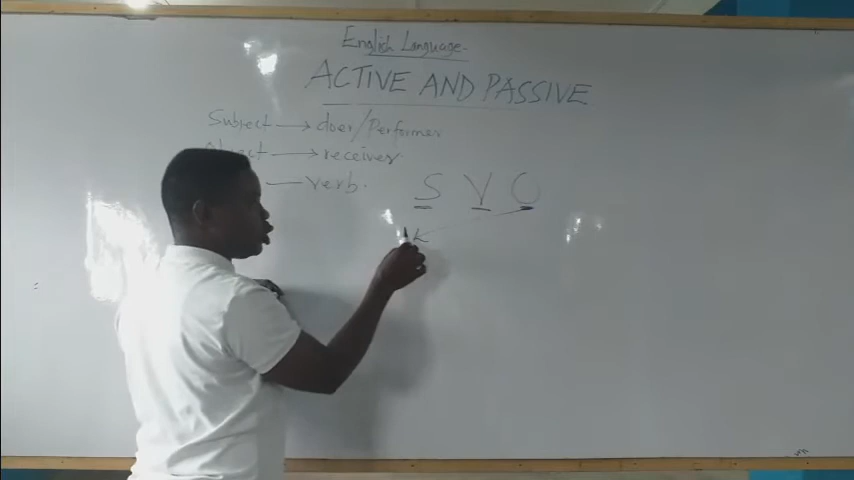 English Language
ACTIVE AND PASSIVE
Subject → doer/Performer
→ receiver
— verb.
S V O